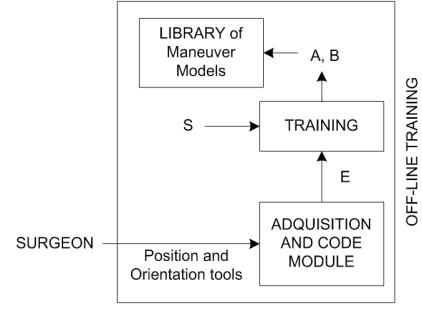 LIBRARY of
Maneuver
Models
A, B
S
TRAINING
E
OFF-LINE TRAINING
SURGEON
Position and
Orientation tools
ADQUISITION
AND CODE
MODULE